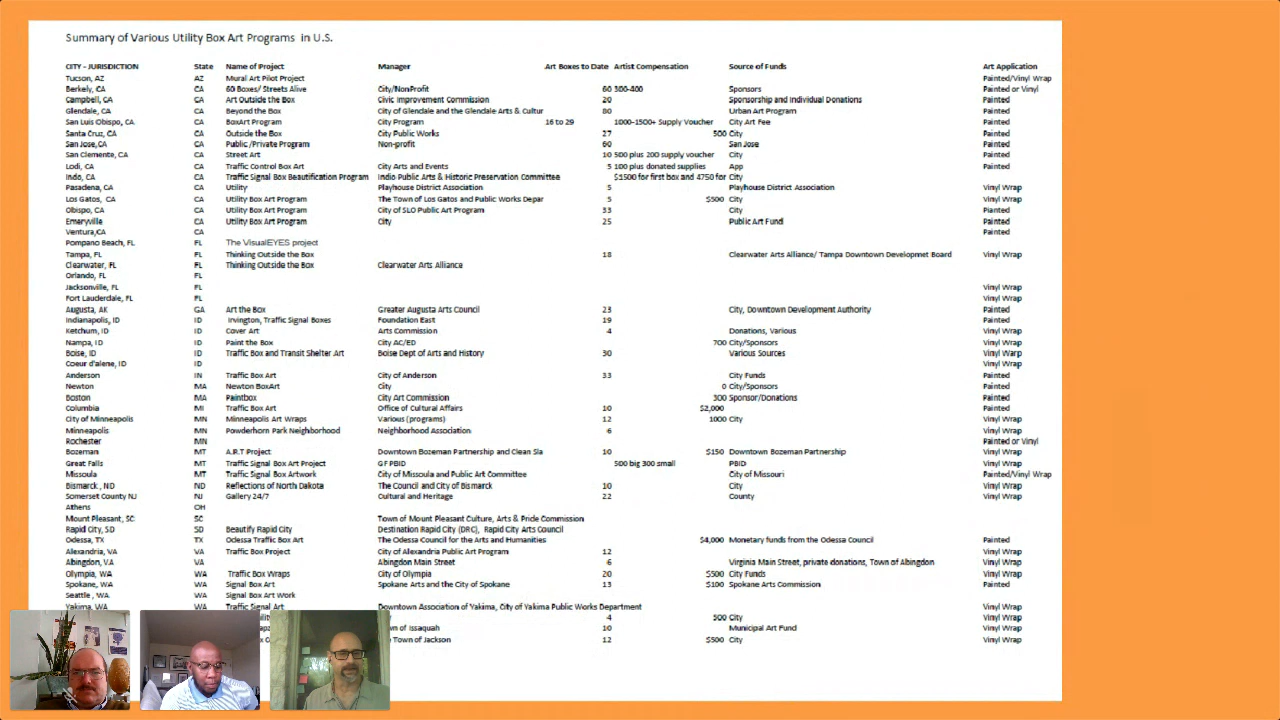 Summary of Various Utility Box Art Programs in U.S.
CITY - JURISDICTION State Name of Project Manager Art Boxes to Date Artist Compensation Source of Funds Art Application
Tucson, AZ AZ Mural Art Pilot Project Painted/Vinyl Wrap
Berkely, CA CA 60 Boxes/ Streets Alive City/NonProfit 60 300-400 Sponsors Painted or Vinyl
Campbell, CA CA Art Outside the Box Civic Improvement Commission 20 Sponsorship and Individual Donations Painted
Glendale, CA CA Beyond the Box City of Glendale and the Glendale Arts & Cultur 80 Urban Art Program Painted
San Luis Obispo, CA CA BoxArt Program City Program 16 to 29 1000-1500+ Supply Voucher City Art Fee Painted
Santa Cruz, CA CA Outside the Box City Public Works 27 500 City Painted
San Jose,CA CA Public /Private Program Non-profit 60 San Jose Painted
San Clemente, CA CA Street Art 10 500 plus 200 supply voucher City Painted
Lodi, CA CA Traffic Control Box Art City Arts and Events 5 100 plus donated supplies App Painted
Indo, CA CA Traffic Signal Box Beautification Program Indio Public Arts & Historic Preservation Committee $1500 for first box and 4750 for City
Pasadena, CA CA Utility Playhouse District Association 5 Playhouse District Association Vinyl Wrap
Los Gatos, CA CA Utility Box Art Program The Town of Los Gatos and Public Works Depar 5 $500 City Vinyl Wrap
Obispo, CA CA Utility Box Art Program City of SLO Public Art Program 33 City Planted
Emeryville CA Utility Box Art Program City 25 Public Art Fund Vinyl Wrap
Ventura,CA CA Painted
Pompano Beach, FL FL The VisualEYES project
Tampa, FL FL Thinking Outside the Box 18 Clearwater Arts Alliance/ Tampa Downtown Developmet Board Vinyl Wrap
Clearwater, FL FL Thinking Outside the Box Clearwater Arts Alliance
Orlando, FL FL
Jacksonville, FL FL Vinyl Wrap
Fort Lauderdale, FL FL Vinyl Wrap
Augusta, AK GA Art the Box Greater Augusta Arts Council 23 City, Downtown Development Authority Painted
Indianapolis, ID ID Irvington, Traffic Signal Boxes Foundation East 19 Painted
Ketchum, ID ID Cover Art Arts Commission 4 Donations, Various Vinyl Wrap
Nampa, ID ID Paint the Box City AC/ED 700 City/Sponsors Vinyl Wrap
Boise, ID ID Traffic Box and Transit Shelter Art Boise Dept of Arts and History 30 Various Sources Vinyl Warp
Coeur d'alene, ID ID Vinyl Wrap
Anderson IN Traffic Box Art City of Anderson 33 City Funds Painted
Newton MA Newton BoxArt City 0 City/Sponsors Painted
Boston MA Paintbox City Art Commission 300 Sponsor/Donations Painted
Columbia MI Traffic Box Art Office of Cultural Affairs 10 $2,000 Painted
City of Minneapolis MN Minneapolis Art Wraps Various (programs) 12 1000 City Vinyl Wrap
Minneapolis MN Powderhorn Park Neighborhood Neighborhood Association 6 Vinyl Wrap
Rochester MN Painted or Vinyl
Bozeman MT A.R.T Project Downtown Bozeman Partnership and Clean Sla 10 $150 Downtown Bozeman Partnership Vinyl Wrap
Great Falls MT Traffic Signal Box Art Project GF PBID 500 big 300 small PBID Vinyl Wrap
Missoula MT Traffic Signal Box Artwork City of Missoula and Public Art Committee City of Missouri Painted/Vinyl Wrap
Bismarck , ND ND Reflections of North Dakota The Council and City of Bismarck 10 City Vinyl Wrap
Somerset County NJ NJ Gallery 24/7 Cultural and Heritage 22 County Vinyl Wrap
Athens OH
Mount Pleasant, SC SC Town of Mount Pleasant Culture, Arts & Pride Commission
Rapid City, SD SD Beautify Rapid City Destination Rapid City (DRC), Rapid City Arts Council
Odessa, TX TX Odessa Traffic Box Art The Odessa Council for the Arts and Humanities $4,000 Monetary funds from the Odessa Council Painted
Alexandria, VA VA Traffic Box Project City of Alexandria Public Art Program 12 Vinyl Wrap
Abingdon, VA VA Abingdon Main Street 6 Virginia Main Street, private donations, Town of Abingdon Vinyl Wrap
Olympia, WA WA Traffic Box Wraps City of Olympia 20 $500 City Funds Vinyl Wrap
Spokane, WA WA Signal Box Art Spokane Arts and the City of Spokane 13 $100 Spokane Arts Commission Painted
Seattle , WA WA Signal Box Art Work
Yakima, WA WA Traffic Signal Art Downtown Association of Yakima, City of Yakima Public Works Department Vinyl Wrap
4 500 City Vinyl Wrap
of Issaquah 10 Municipal Art Fund Vinyl Wrap
Town of Jackson 12 $500 City Vinyl Wrap